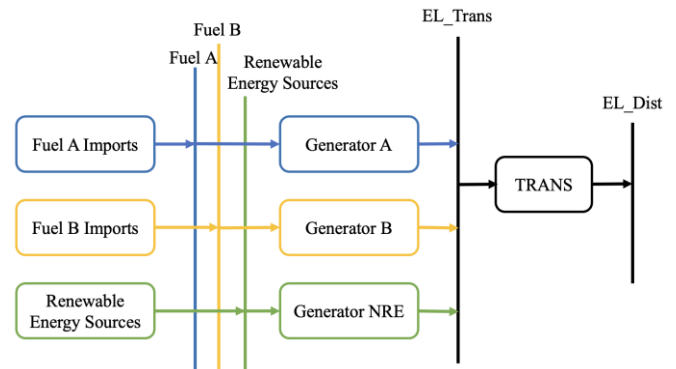 EL_Trans
Fuel B
Fuel A
Renewable
Energy Sources
EL_Dist
Fuel A Imports
Generator A
TRANS
Fuel B Imports
Generator B
Renewable
Energy Sources
Generator NRE